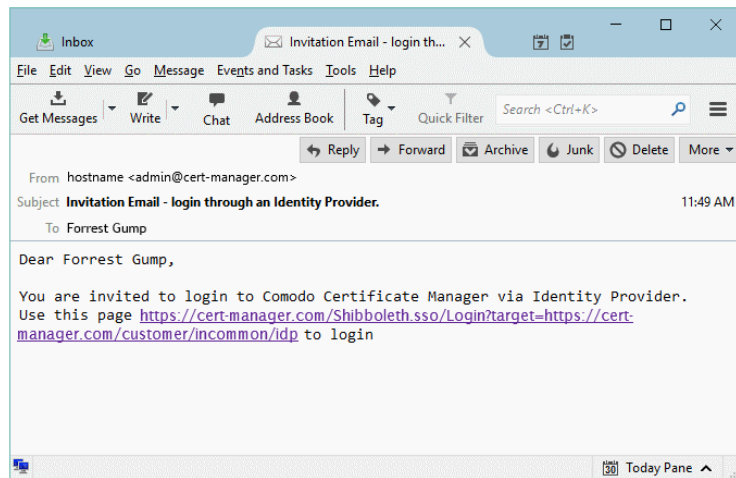 Inbox
Invitation Email - login th...
File Edit View Go Message Events and Tasks Tools Help
Get Messages Write Chat Address Book Tag Quick Filter Search <Ctrl+K>
Reply Forward Archive Junk Delete More
From hostname <admin@cert-manager.com>
Subject Invitation Email - login through an Identity Provider. 11:49 AM
To Forrest Gump
Dear Forrest Gump,
You are invited to login to Comodo Certificate Manager via Identity Provider.
Use this page https://cert-manager.com/Shibboleth.sso/Login?target=https://cert-
manager.com/customer/incommon/idp to login
30 Today Pane